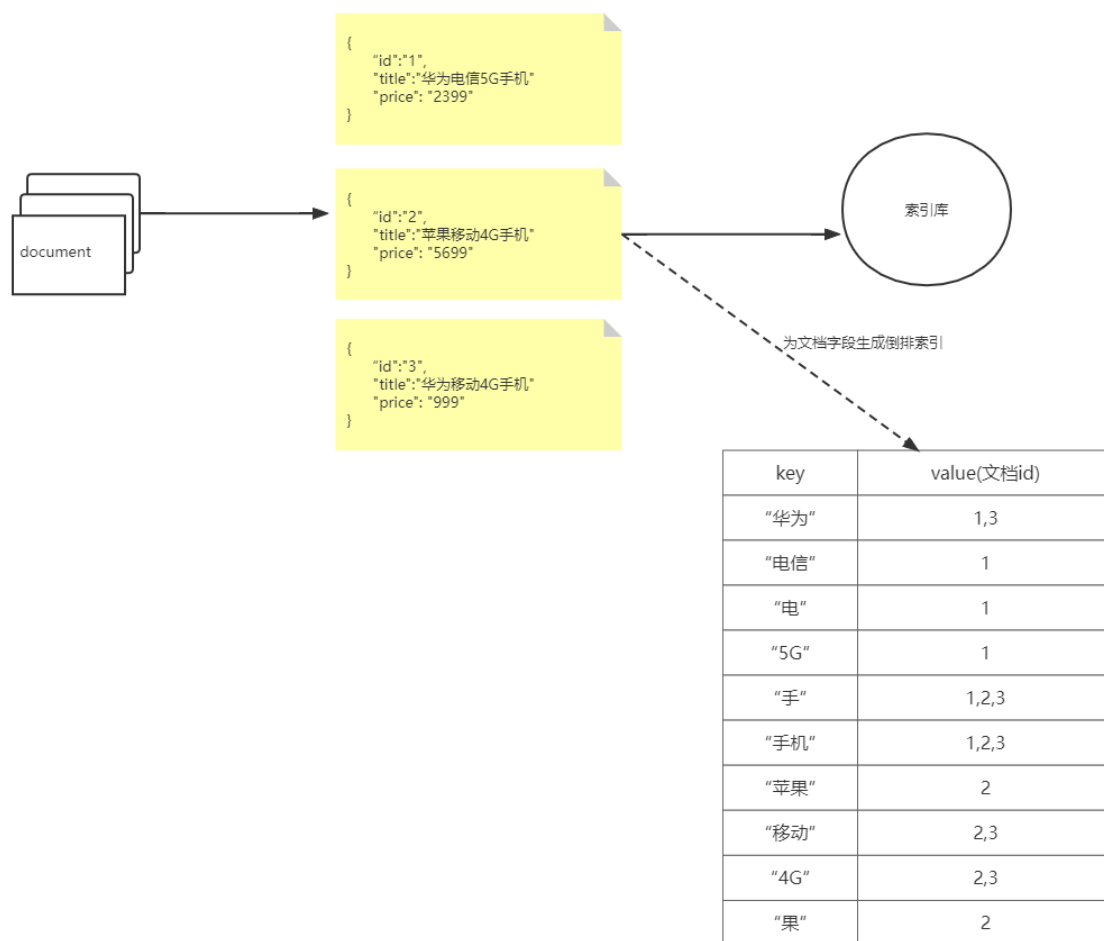 {
“id":"1",
"title":"华为电信5G手机"
"price": "2399"
}
document
{
“id":"2",
"title":"苹果移动4G手机"
"price": "5699"
}
索引库
{
“id":"3",
"title":"华为移动4G手机"
"price": "999"
}
为文档字段生成倒排索引
key value(文档id)
“华为” 1,3
“电信” 1
“电” 1
“5G” 1
“手” 1,2,3
“手机” 1,2,3
“苹果” 2
“移动” 2,3
“4G” 2,3
“果” 2